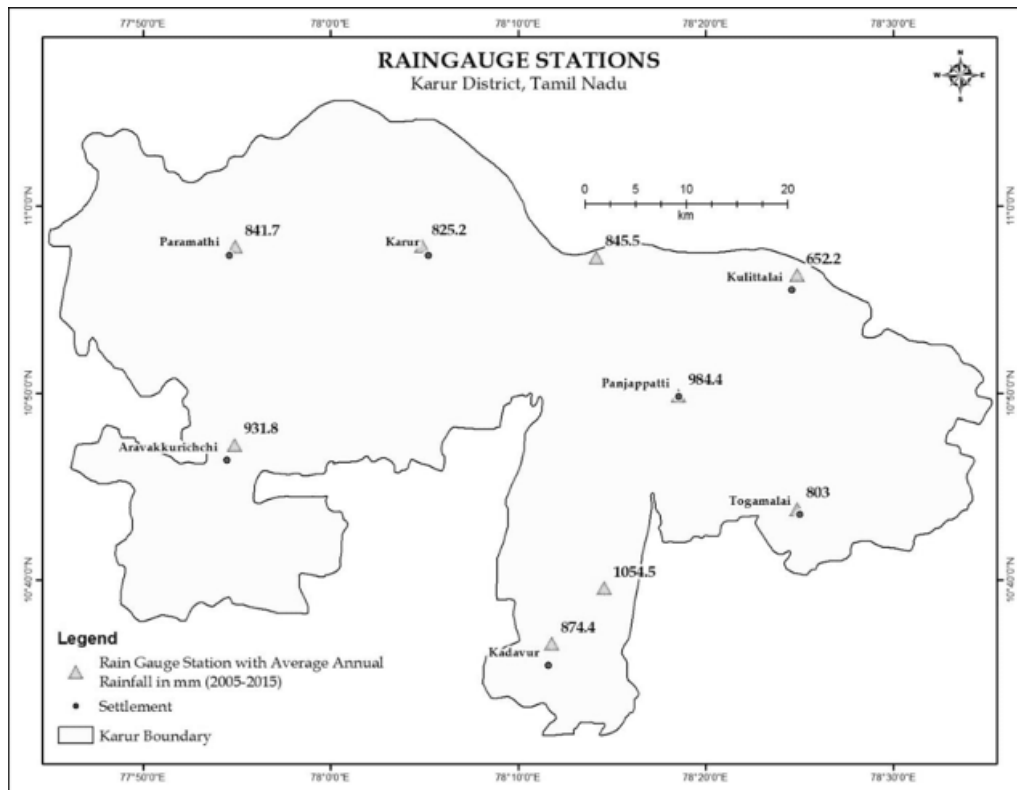 77°50'0"E 78°0'0"E 78°10'0"E 78°20'0"E 78°30'0"E
RAINGAUGE STATIONS
Karur District, Tamil Nadu
N
W E
S
0 5 10 20
km
11°0'0"N 11°0'0"N
841.7
Paramathi
825.2
Karur
845.5
652.2
Kulittalai
984.4
Panjappatti
10°50'0"N 10°50'0"N
931.8
Aravakkurichchi
803
Togamalai
1054.5
10°40'0"N 10°40'0"N
874.4
Kadavur
Legend
Rain Gauge Station with Average Annual
Rainfall in mm (2005-2015)
Settlement
Karur Boundary
77°50'0"E 78°0'0"E 78°10'0"E 78°20'0"E 78°30'0"E